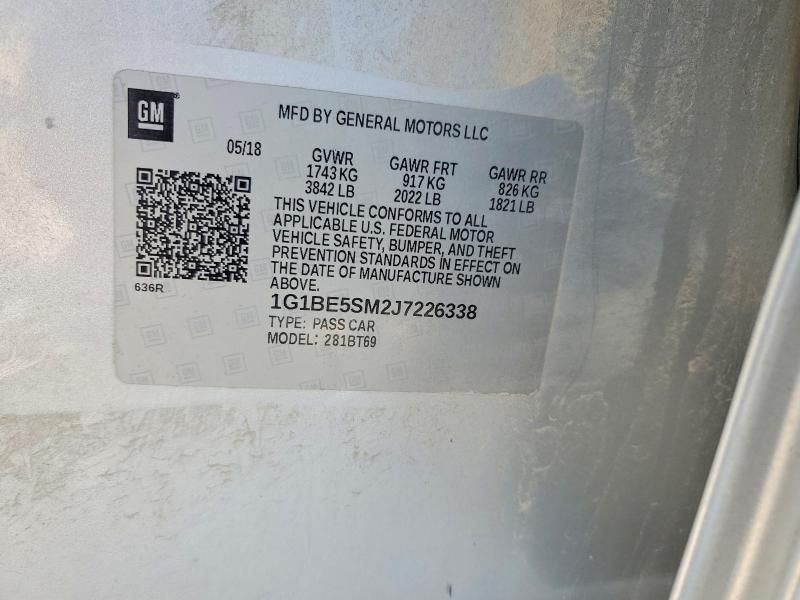 GM
MFD BY GENERAL MOTORS LLC
05/18
GVWR GAWR FRT GAWR RR
1743 KG 917 KG 826 KG
3842 LB 2022 LB 1821 LB
THIS VEHICLE CONFORMS TO ALL
APPLICABLE U.S. FEDERAL MOTOR
VEHICLE SAFETY, BUMPER, AND THEFT
PREVENTION STANDARDS IN EFFECT ON
THE DATE OF MANUFACTURE SHOWN
ABOVE.
636R
1G1BE5SM2J7226338
TYPE: PASS CAR
MODEL: 281BT69